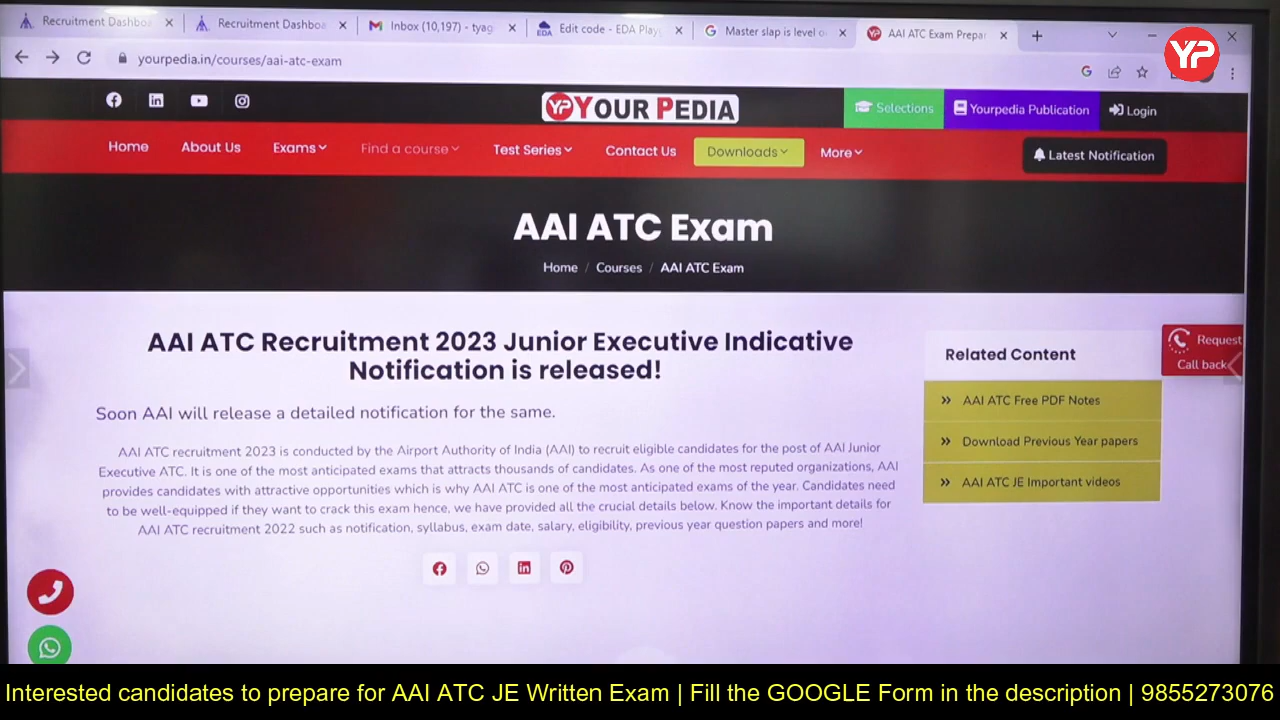 Recruitment Dashboa
Recruitment Dashboa
Inbox (10,197) - tyag
Edit code - EDA Play
Master slap is level o
AAI ATC Exam Prepar
yourpedia.in/courses/aai-atc-exam
YP
YP YOUR PEDIA
Selections
Yourpedia Publication
Login
Home
About Us
Exams
Find a course
Test Series
Contact Us
Downloads
More
Latest Notification
AAI ATC Exam
Home / Courses / AAI ATC Exam
AAI ATC Recruitment 2023 Junior Executive Indicative
Notification is released!
Soon AAI will release a detailed notification for the same.
AAI ATC recruitment 2023 is conducted by the Airport Authority of India (AAI) to recruit eligible candidates for the post of AAI Junior
Executive ATC. It is one of the most anticipated exams that attracts thousands of candidates. As one of the most reputed organizations, AAI
provides candidates with attractive opportunities which is why AAI ATC is one of the most anticipated exams of the year. Candidates need
to be well-equipped if they want to crack this exam hence, we have provided all the crucial details below. Know the important details for
AAI ATC recruitment 2022 such as notification, syllabus, exam date, salary, eligibility, previous year question papers and more!
Related Content
AAI ATC Free PDF Notes
Download Previous Year papers
AAI ATC JE Important videos
Request
Call back
Interested candidates to prepare for AAI ATC JE Written Exam | Fill the GOOGLE Form in the description | 9855273076